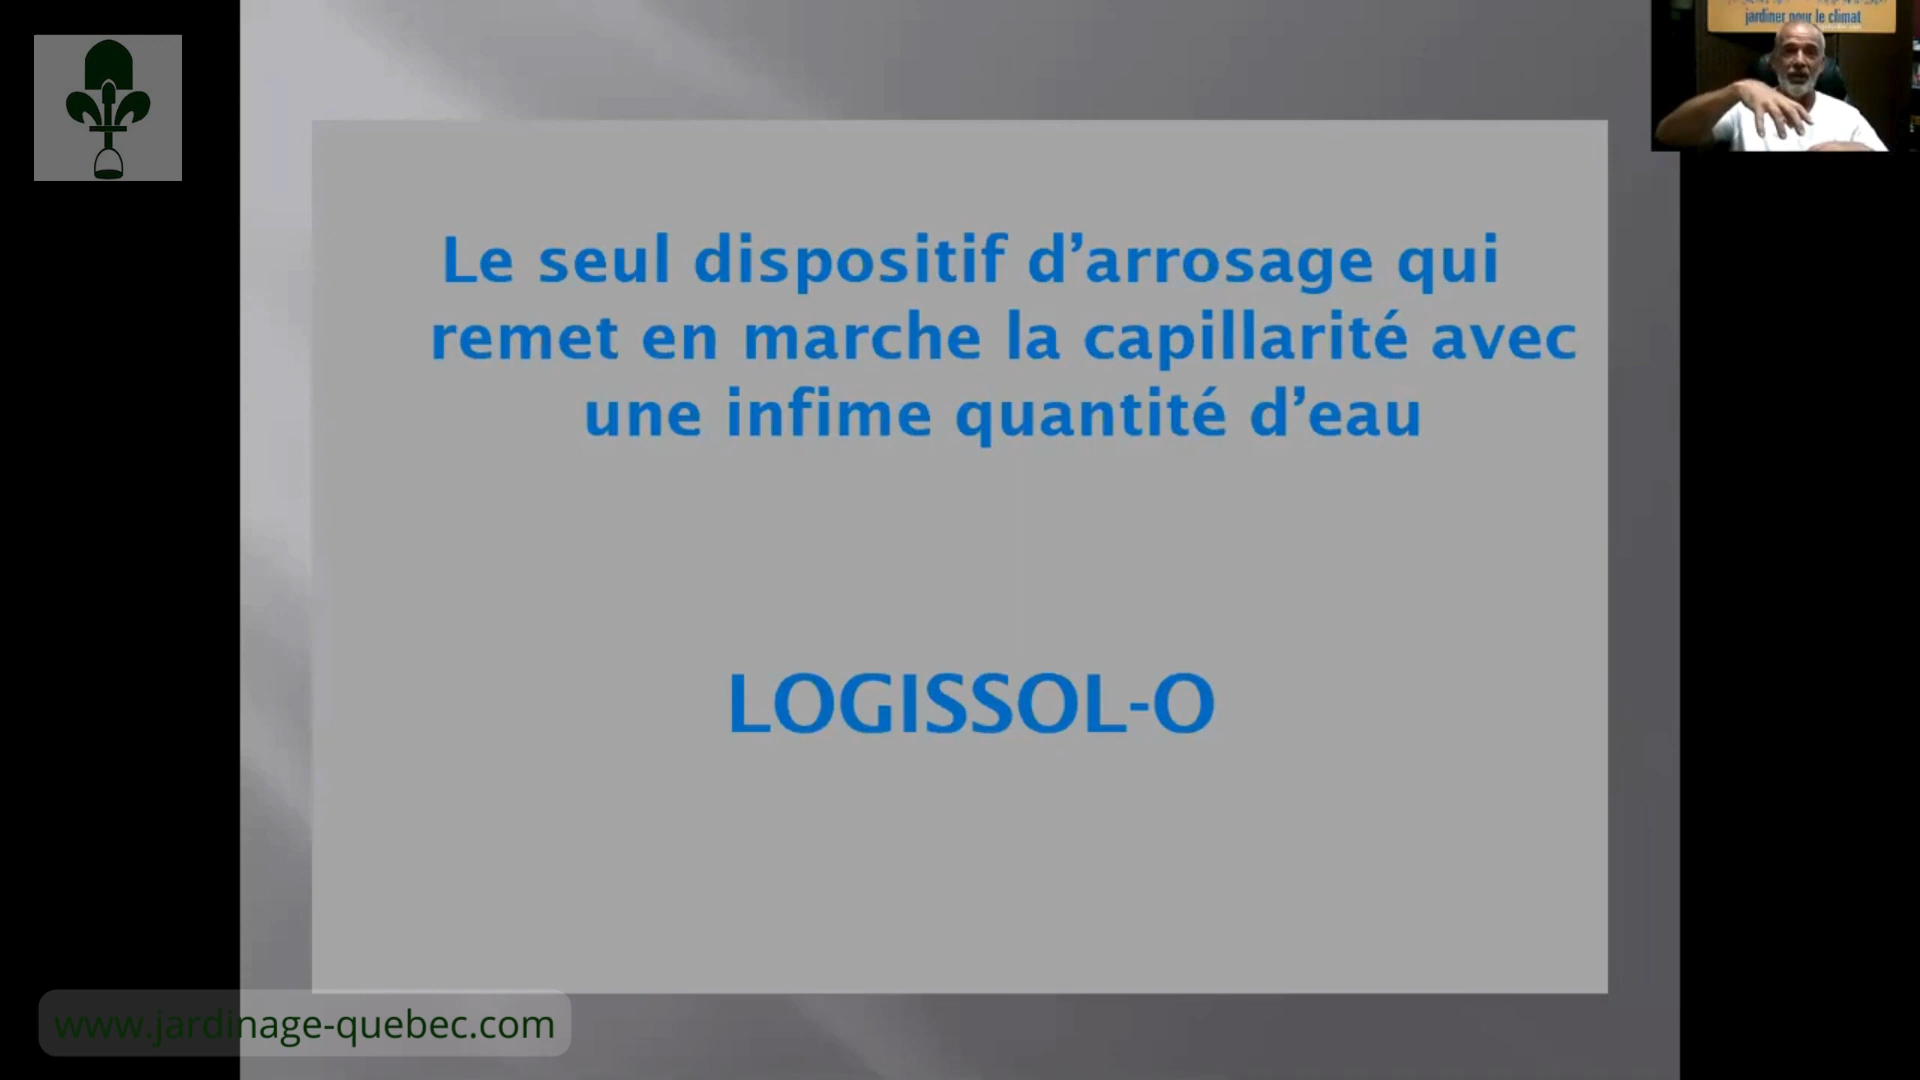 jardiner pour le climat
Le seul dispositif d’arrosage qui
remet en marche la capillarité avec
une infime quantité d’eau
LOGISSOL-O
www.jardinage-quebec.com